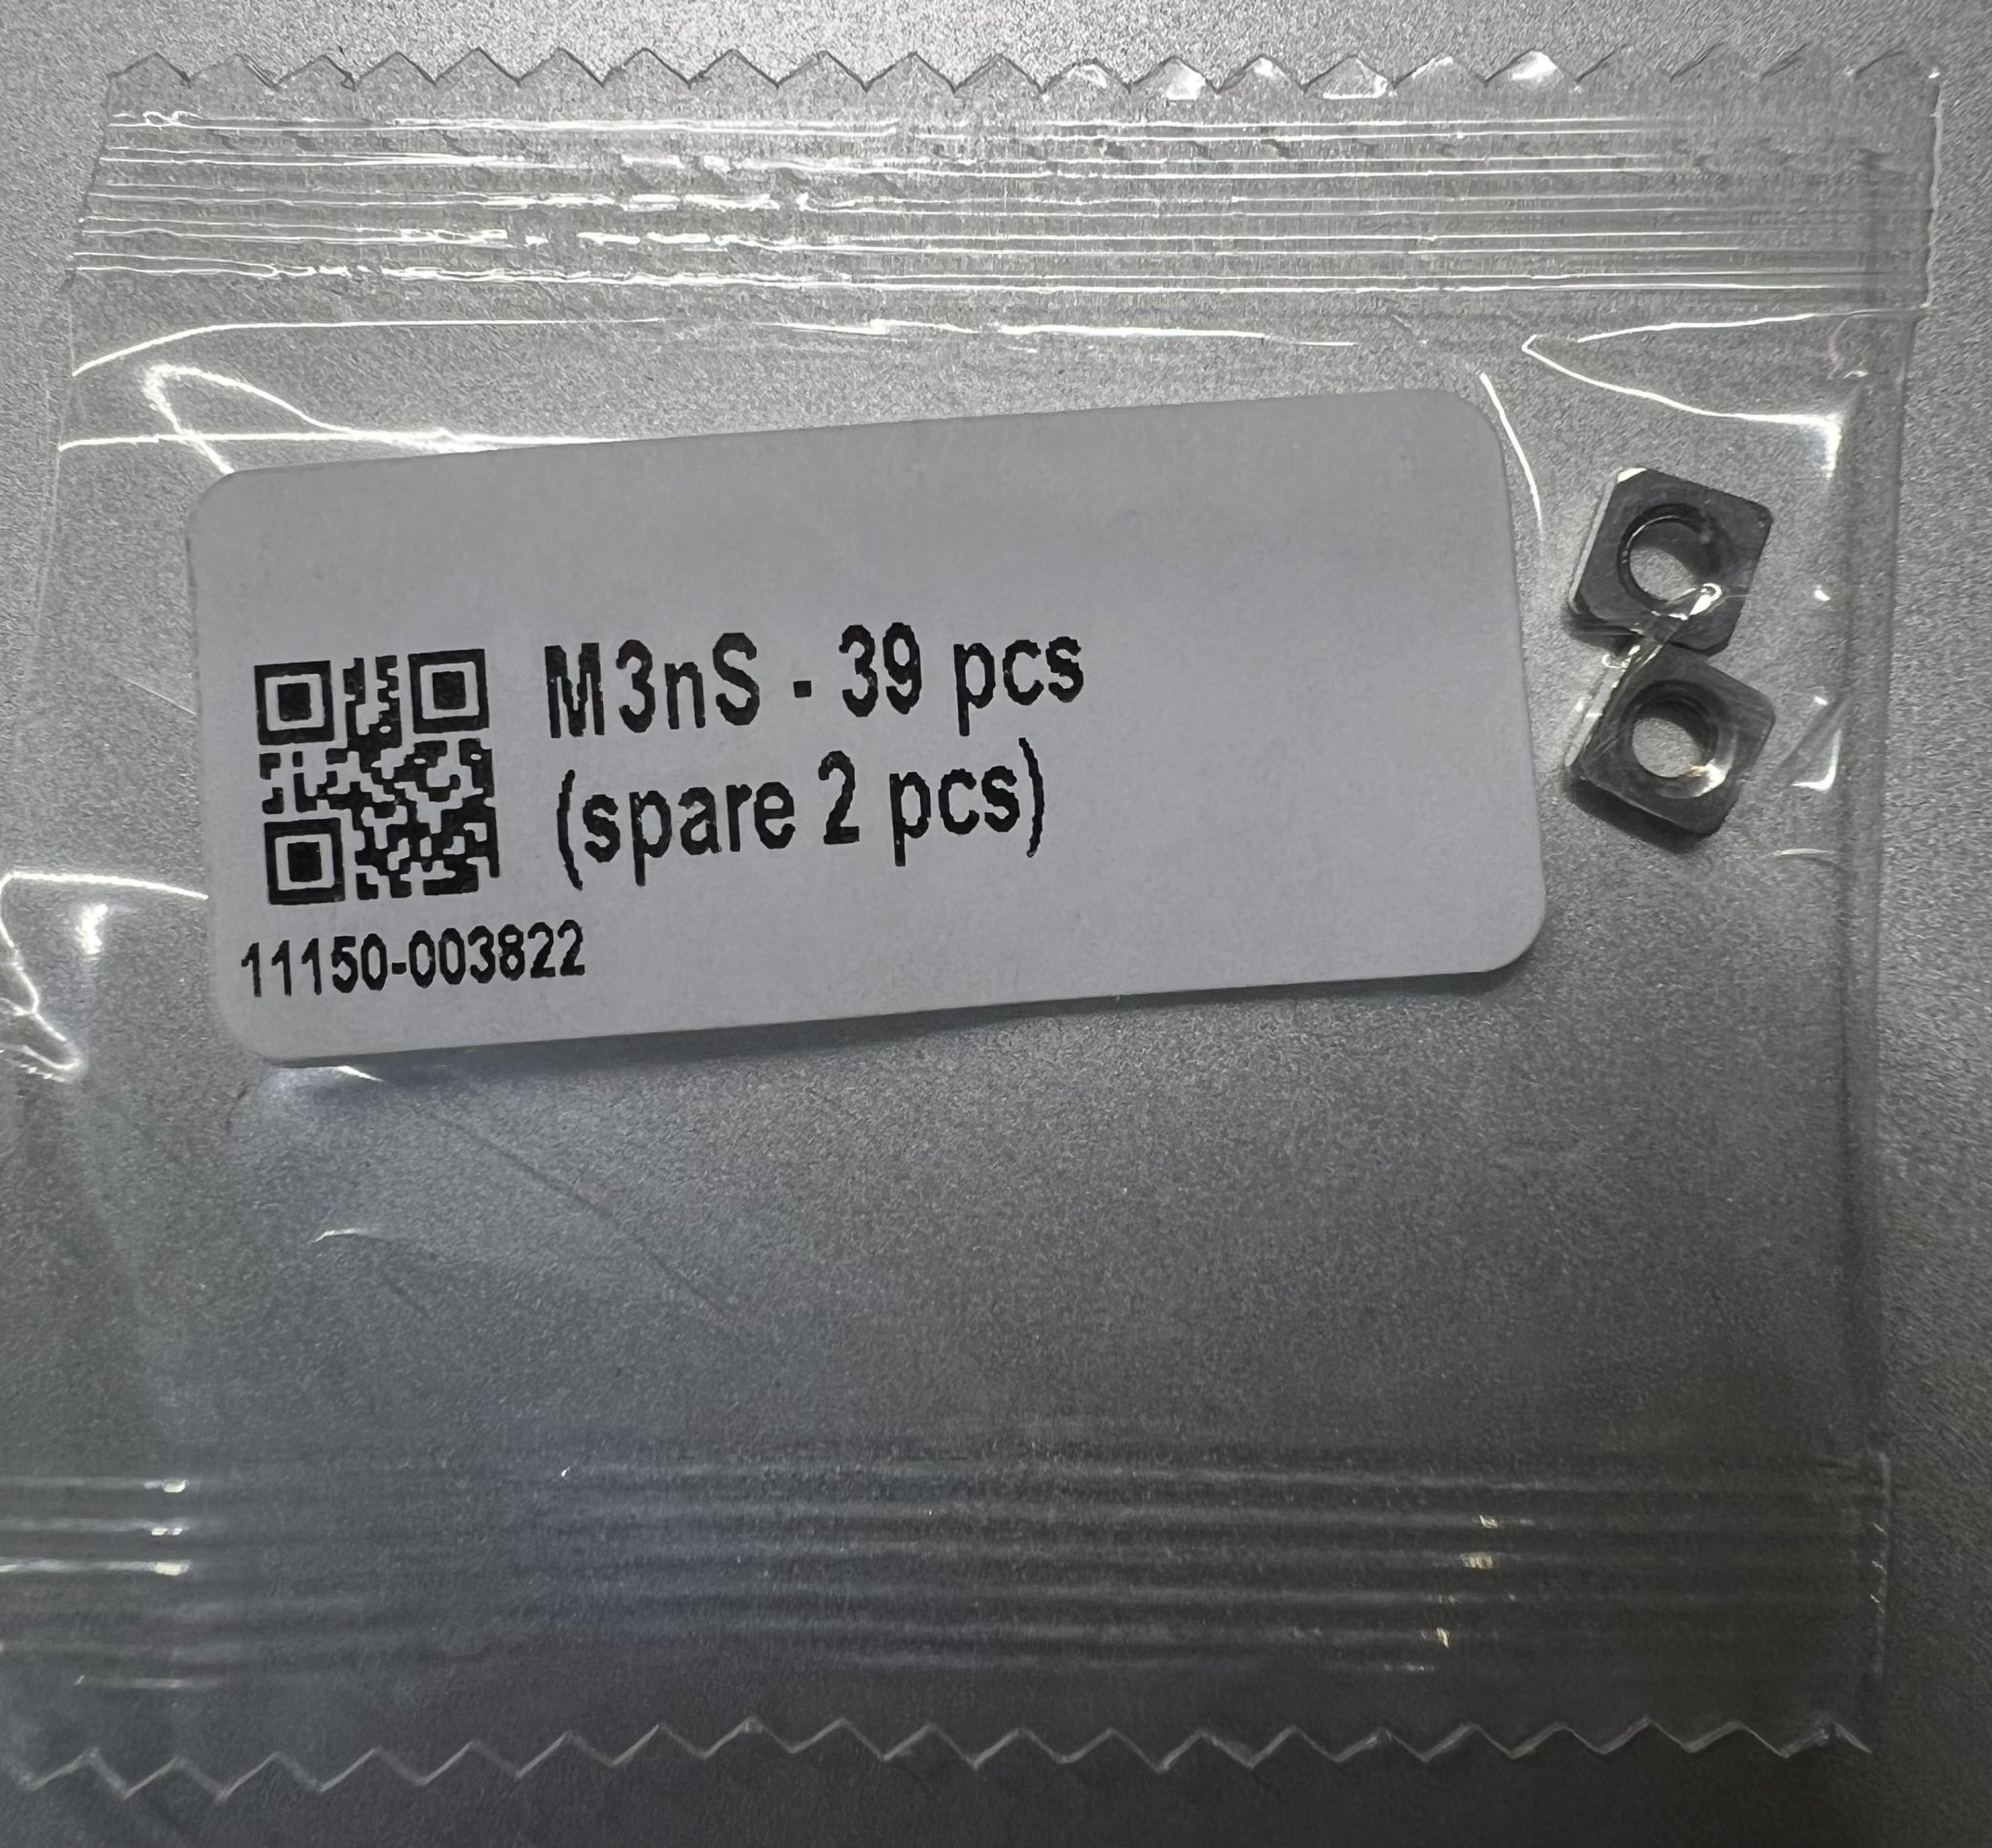 M3nS - 39 pcs
(spare 2 pcs)
11150-003822